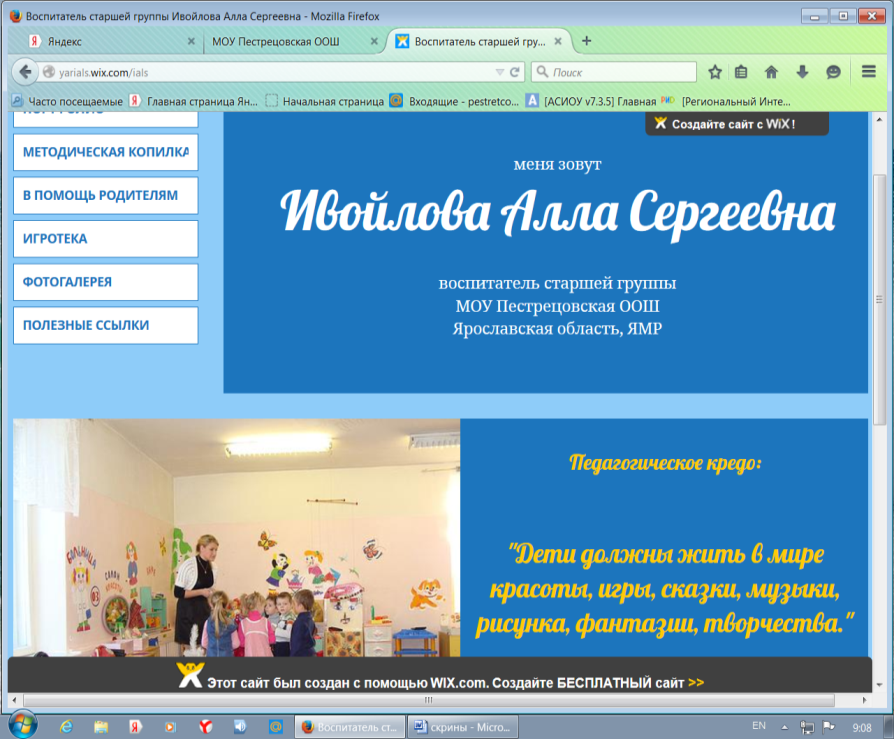 Воспитатель старшей группы Ивойлова Алла Сергеевна - Mozilla Firefox
Яндекс
МОУ Пестрецовская ООШ
Воспитатель старшей гру...
yarials.wix.com/ials
Поиск
Часто посещаемые
Главная страница Ян...
Начальная страница
Входящие - pestretco...
[АСИОУ v7.3.5] Главная
[Региональный Инте...
Создайте сайт с WiX !
МЕТОДИЧЕСКАЯ КОПИЛКА
В ПОМОЩЬ РОДИТЕЛЯМ
ИГРОТЕКА
ФОТОГАЛЕРЕЯ
ПОЛЕЗНЫЕ ССЫЛКИ
меня зовут
Ивойлова Алла Сергеевна
воспитатель старшей группы
МОУ Пестрецовская ООШ
Ярославская область, ЯМР
БОЛЬНИЦА
САЛОН
КРАСОТЫ
03
Педагогическое кредо:
"Дети должны жить в мире
красоты, игры, сказки, музыки,
рисунка, фантазии, творчества."
Этот сайт был создан с помощью WIX.com. Создайте БЕСПЛАТНЫЙ сайт >>
Воспитатель ст...
скрины - Micro...
EN
9:08